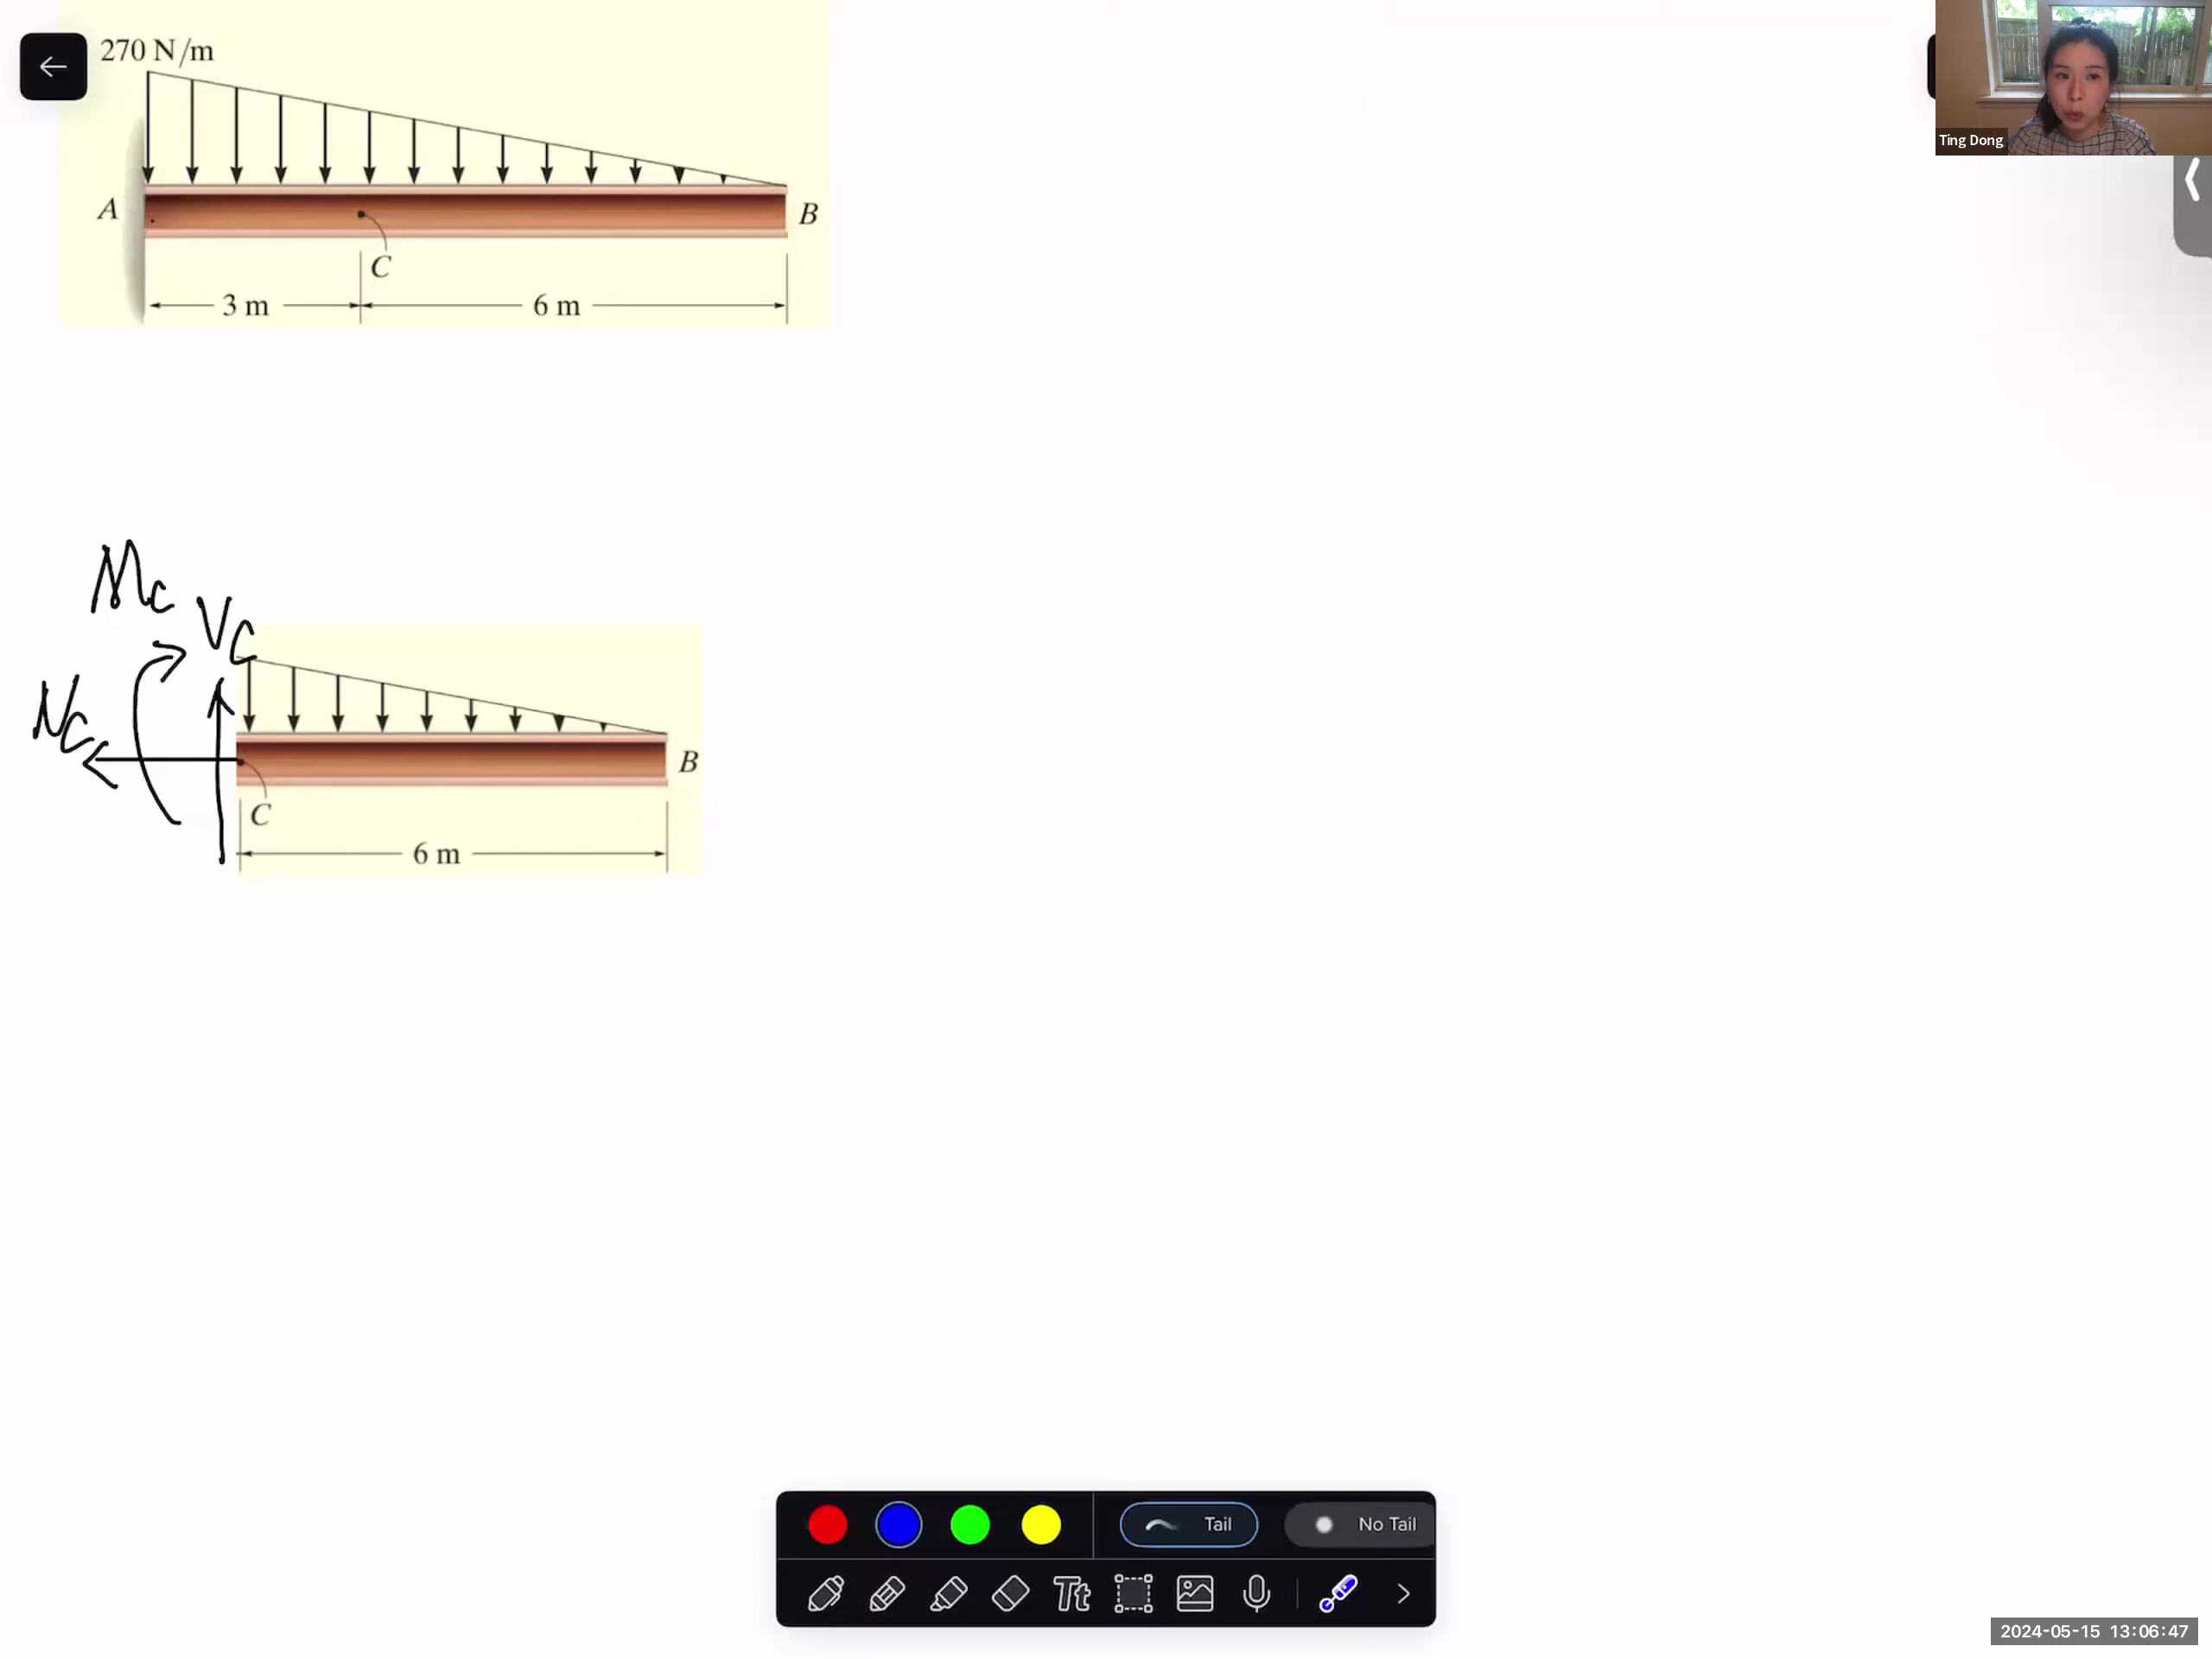 270 N/m
Ting Dong
A
B
C
3 m
6 m
Mc
Vc
Nc
B
C
6 m
Tail
No Tail
Tt
2024-05-15 13:06:47